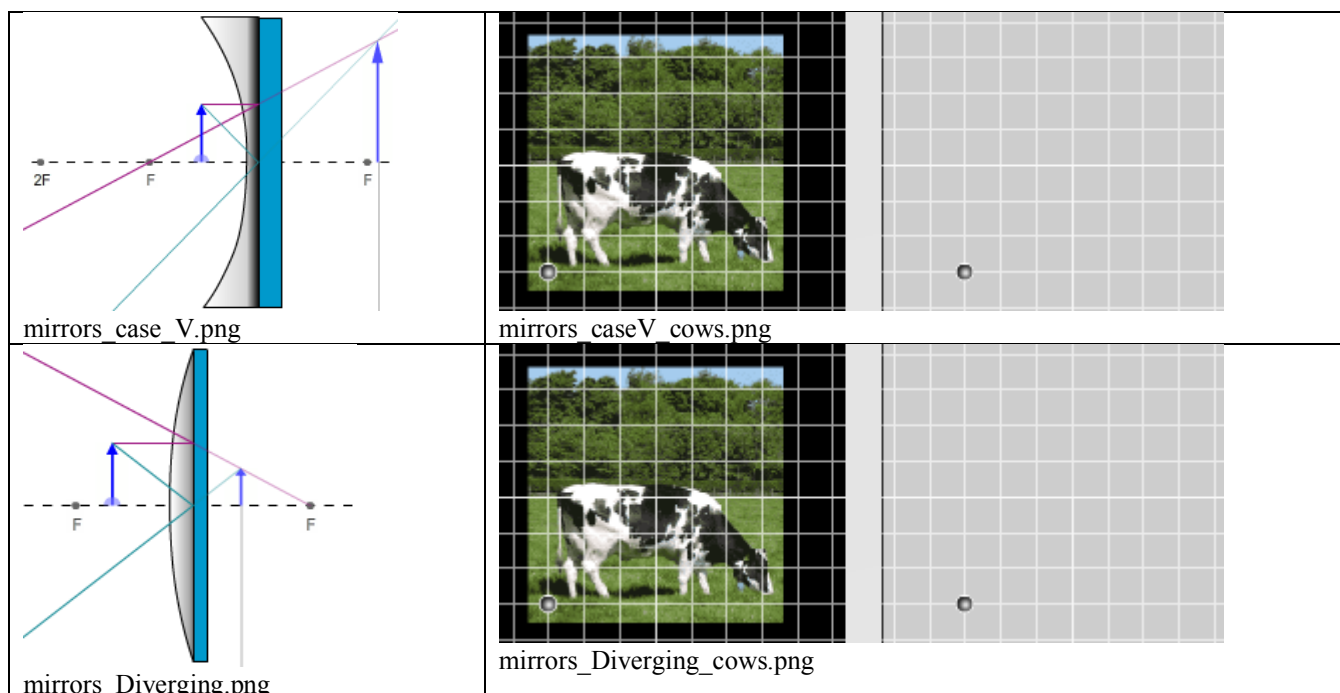 2F
F
F
mirrors_case_V.png
mirrors_caseV_cows.png
F
F
mirrors_Diverging.png
mirrors_Diverging_cows.png